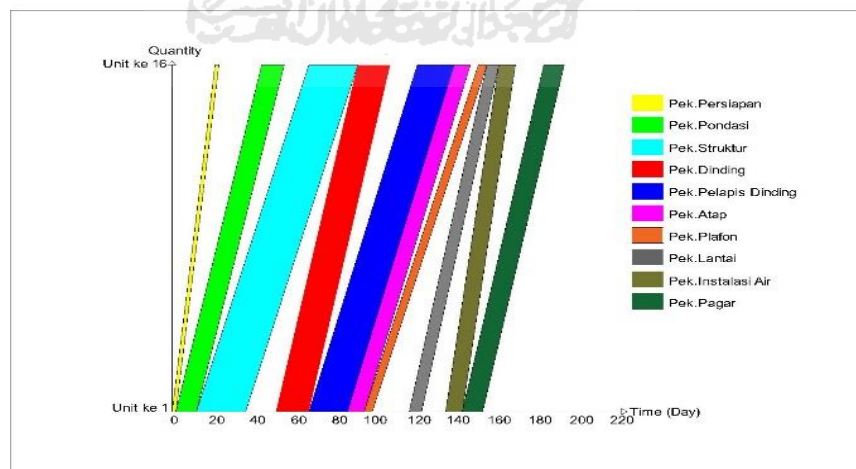 Quantity
Unit ke 16
Pek.Persiapan
Pek.Pondasi
Pek.Struktur
Pek.Dinding
Pek.Pelapis Dinding
Pek.Atap
Pek.Plafon
Pek.Lantai
Pek.Instalasi Air
Pek.Pagar
Unit ke 1
0 20 40 60 80 100 120 140 160 180 200 220
Time (Day)